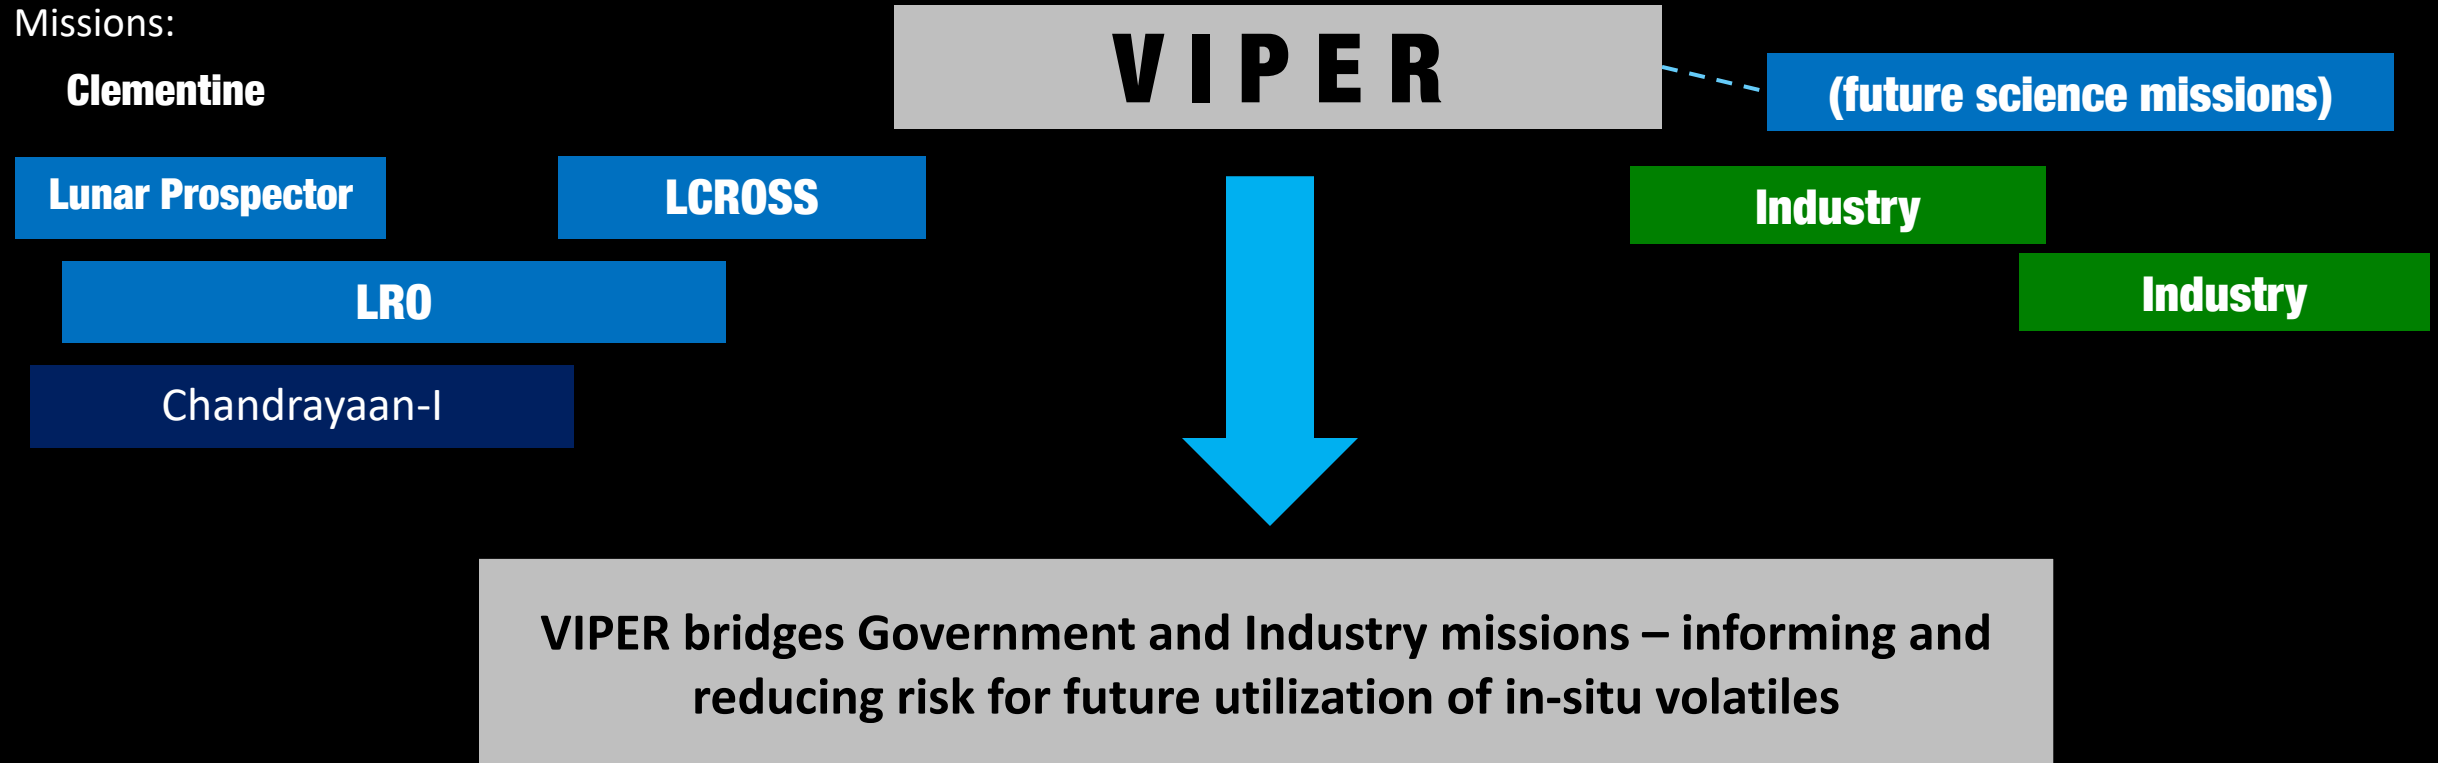 Missions:
Clementine
VIPER
(future science missions)
Lunar Prospector
LCROSS
Industry
LRO
Industry
Chandrayaan-I
VIPER bridges Government and Industry missions – informing and
reducing risk for future utilization of in-situ volatiles